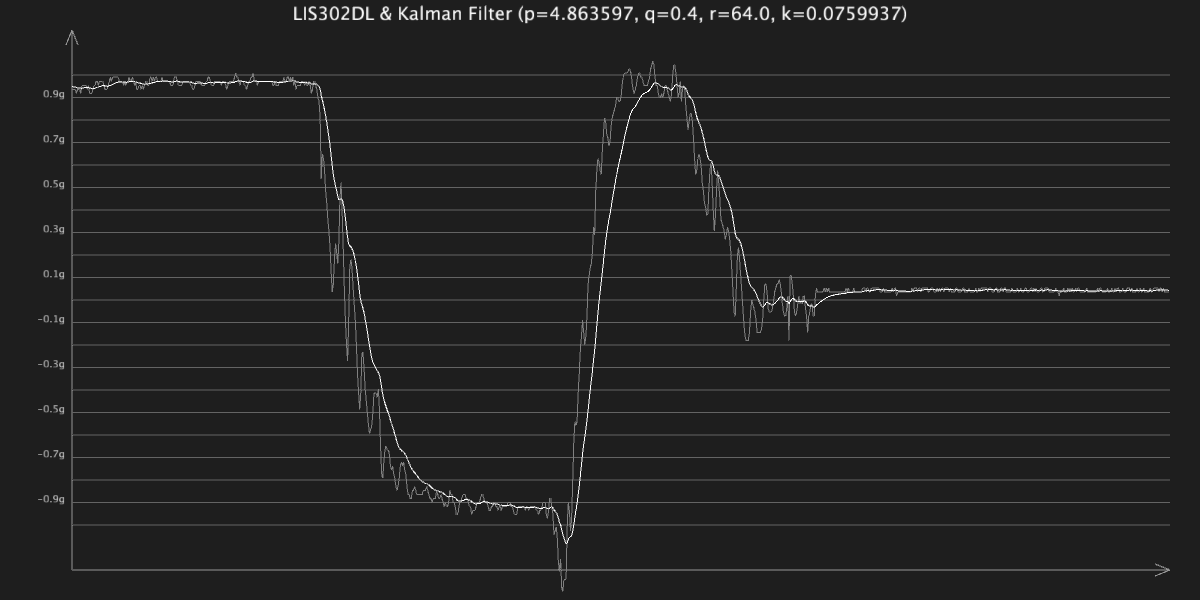 LIS302DL & Kalman Filter (p=4.863597, q=0.4, r=64.0, k=0.0759937)
0.9g
0.7g
0.5g
0.3g
0.1g
-0.1g
-0.3g
-0.5g
-0.7g
-0.9g